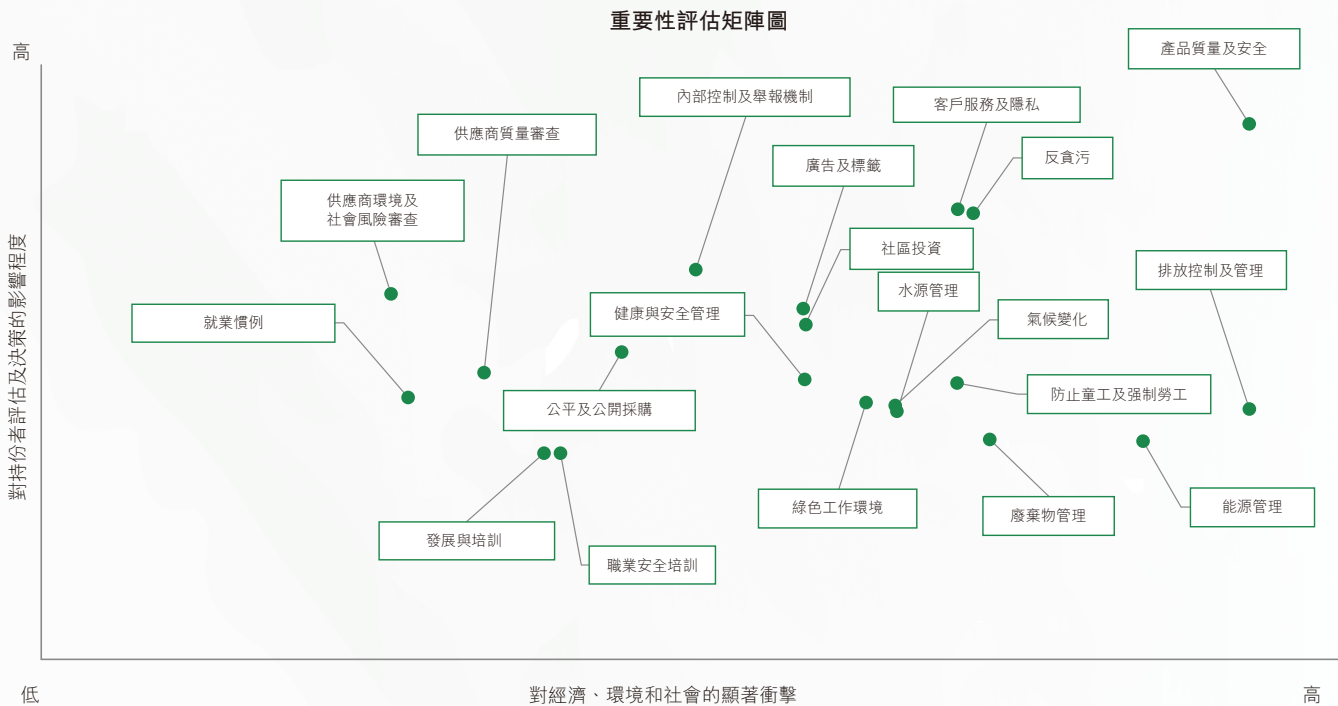 重要性評估矩陣圖
高
產品質量及安全
內部控制及舉報機制
客戶服務及隱私
供應商質量審查
反貪污
廣告及標籤
供應商環境及
社會風險審查
社區投資
排放控制及管理
水源管理
健康與安全管理
氣候變化
就業慣例
防止童工及强制勞工
公平及公開採購
綠色工作環境
能源管理
廢棄物管理
發展與培訓
職業安全培訓
對持份者評估及決策的影響程度
低
對經濟、環境和社會的顯著衝擊
高